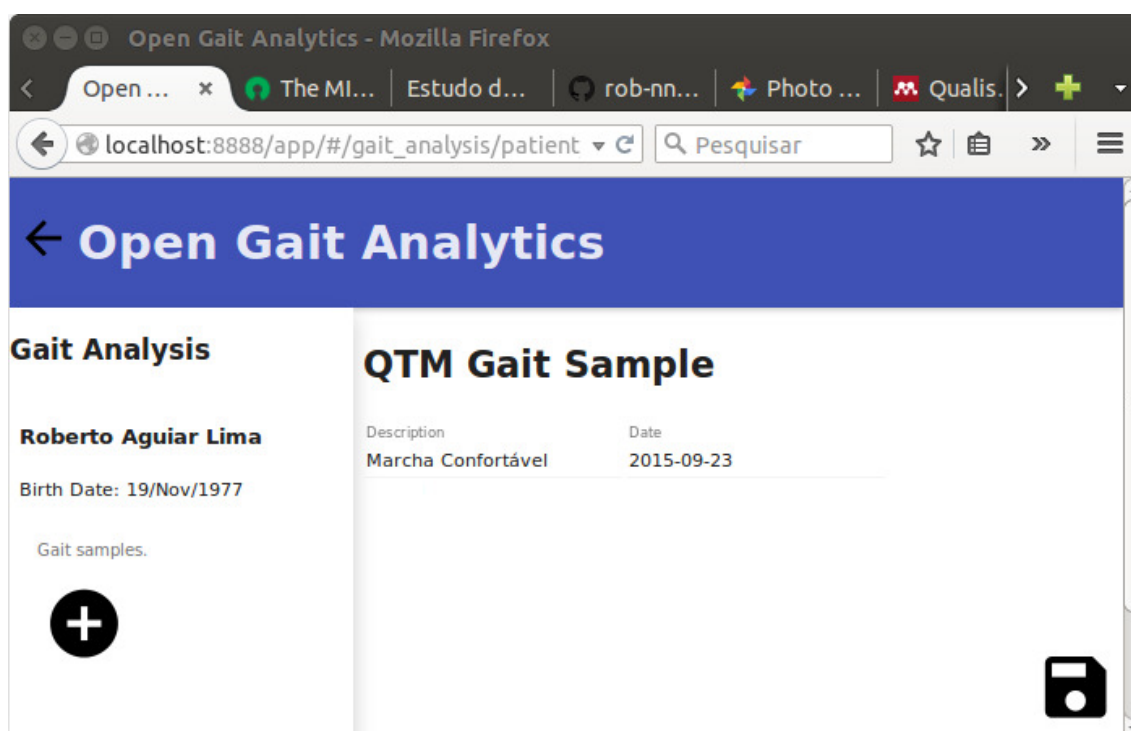 Open Gait Analytics - Mozilla Firefox
Open ... The MI... Estudo d... rob-nn... Photo ... Qualis.
localhost:8888/app/#/gait_analysis/patient Pesquisar
Open Gait Analytics
Gait Analysis
QTM Gait Sample
Roberto Aguiar Lima
Description Date
Marcha Confortável 2015-09-23
Birth Date: 19/Nov/1977
Gait samples.